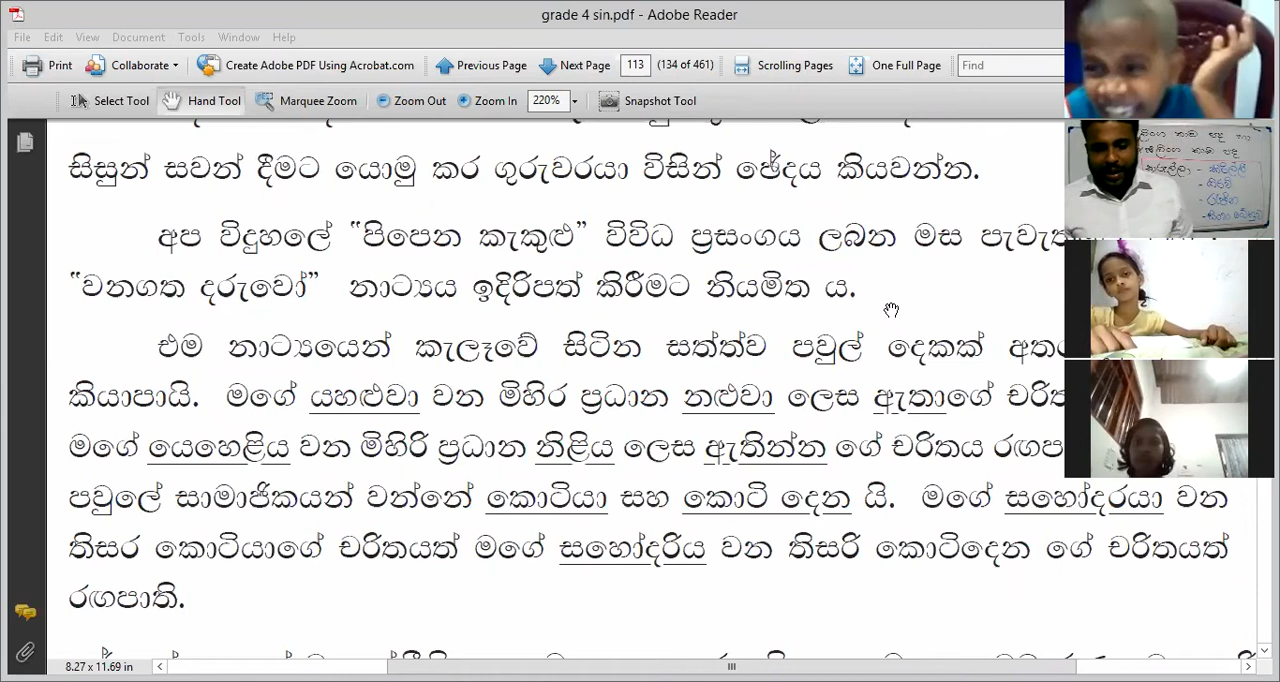 grade 4 sin.pdf - Adobe Reader
File Edit View Document Tools Window Help
Print Collaborate Create Adobe PDF Using Acrobat.com Previous Page Next Page 113 (134 of 461) Scrolling Pages One Full Page Find
Select Tool Hand Tool Marquee Zoom Zoom Out Zoom In 220% Snapshot Tool
සිසුන් සවන් දීමට යොමු කර ගුරුවරයා විසින් ඡේදය කියවන්න.
අප විදුහලේ “පිපෙන කැකුළු” විවිධ ප්‍රසංගය ලබන මස
“වනගත දරුවෝ” නාට්‍යය ඉදිරිපත් කිරීමට නියමිත ය.
එම නාට්‍යයෙන් කැලෑවේ සිටින සත්ත්ව පවුල් දෙකක්
කියාපායි. මගේ යහළුවා වන මිහිර ප්‍රධාන නළුවා ලෙස ඇතාගේ
මගේ යෙහෙළිය වන මිහිරි ප්‍රධාන නිළිය ලෙස ඇතින්න ගේ චරිතය
පවුලේ සාමාජිකයන් වන්නේ කොටියා සහ කොටි දෙන යි. මගේ සහෝදරයා වන
තිසර කොටියාගේ චරිතයත් මගේ සහෝදරිය වන තිසරි කොටිදෙන ගේ චරිතයත්
රඟපාති.
8.27 x 11.69 in